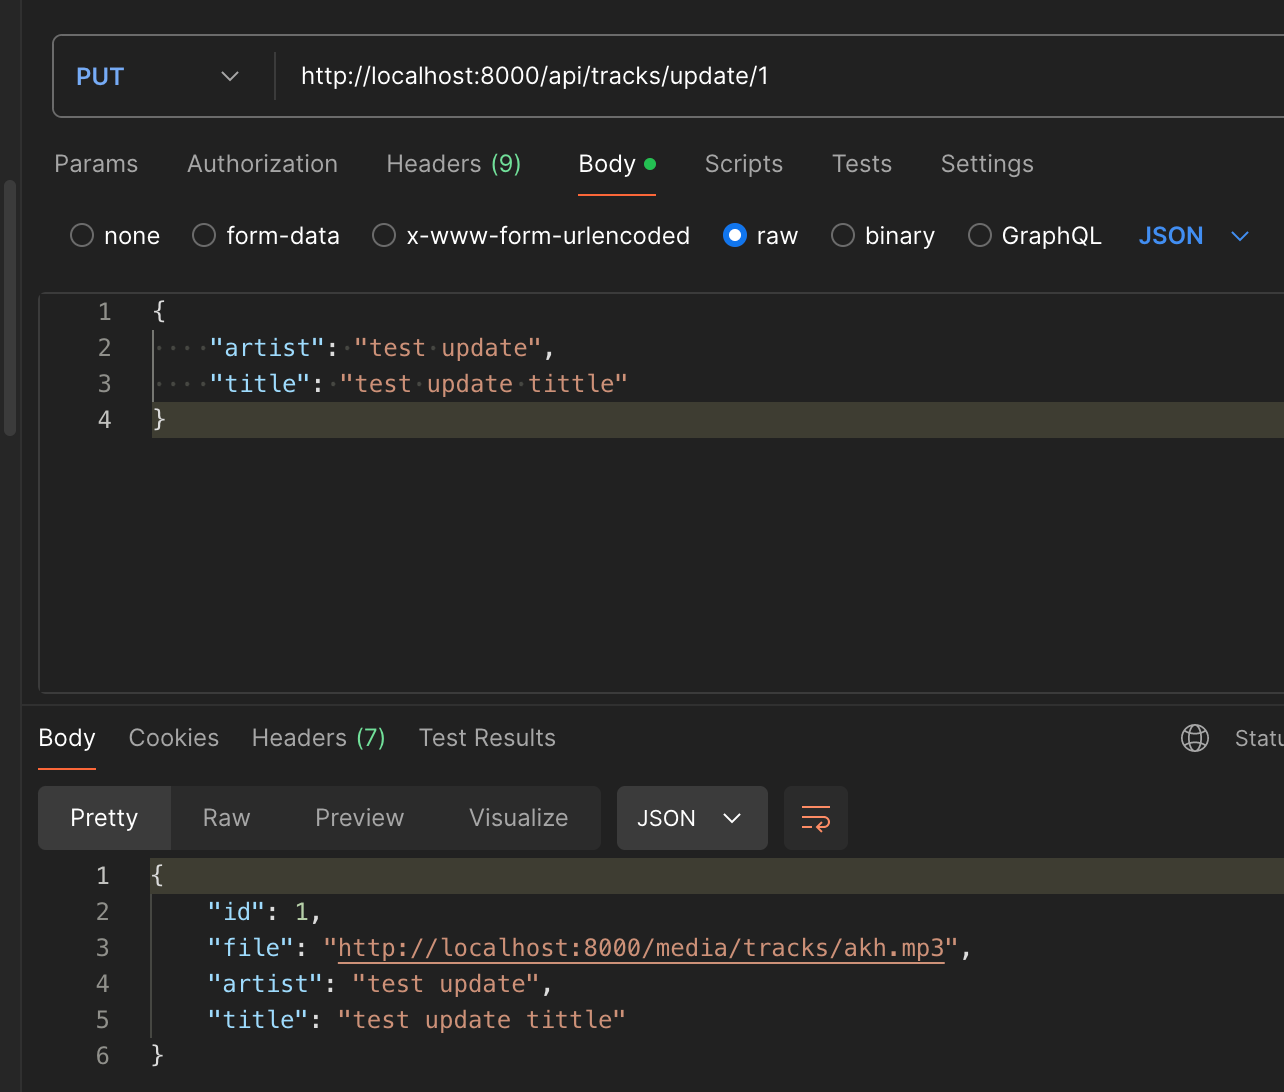 PUT http://localhost:8000/api/tracks/update/1
Params Authorization Headers (9) Body Scripts Tests Settings
none form-data x-www-form-urlencoded raw binary GraphQL JSON
1 {
2 "artist": "test update",
3 "title": "test update tittle"
4 }
Body Cookies Headers (7) Test Results Statu
Pretty Raw Preview Visualize JSON
1 {
2 "id": 1,
3 "file": "http://localhost:8000/media/tracks/akh.mp3",
4 "artist": "test update",
5 "title": "test update tittle"
6 }